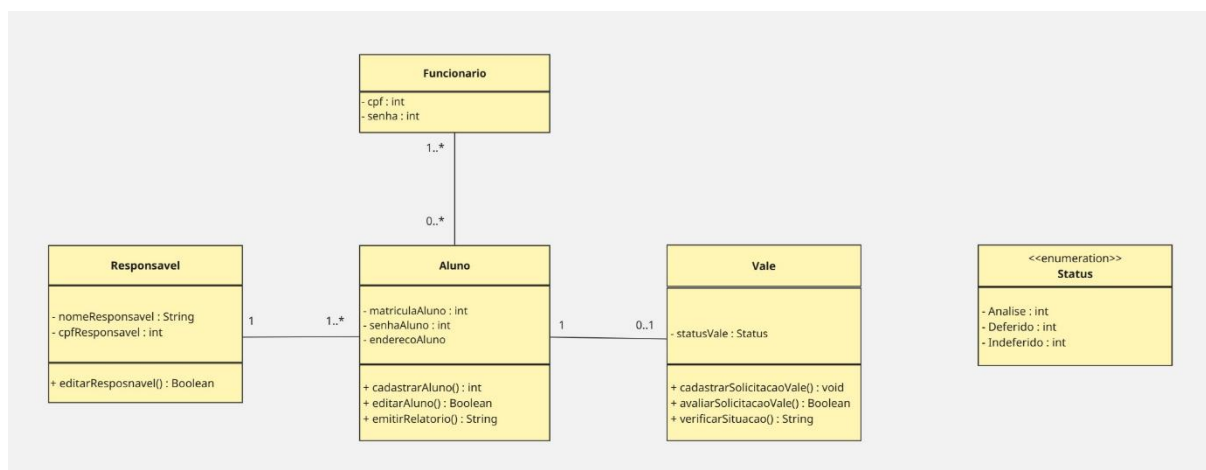 Funcionario
- cpf : int
- senha : int
1..*
0..*
Responsavel
- nomeResponsavel : String
- cpfResponsavel : int
+ editarResposnavel() : Boolean
1
1..*
Aluno
- matriculaAluno : int
- senhaAluno : int
- enderecoAluno
+ cadastrarAluno() : int
+ editarAluno() : Boolean
+ emitirRelatorio() : String
1
0..1
Vale
- statusVale : Status
+ cadastrarSolicitacaoVale() : void
+ avaliarSolicitacaoVale() : Boolean
+ verificarSituacao() : String
<<enumeration>>
Status
- Analise : int
- Deferido : int
- Indeferido : int